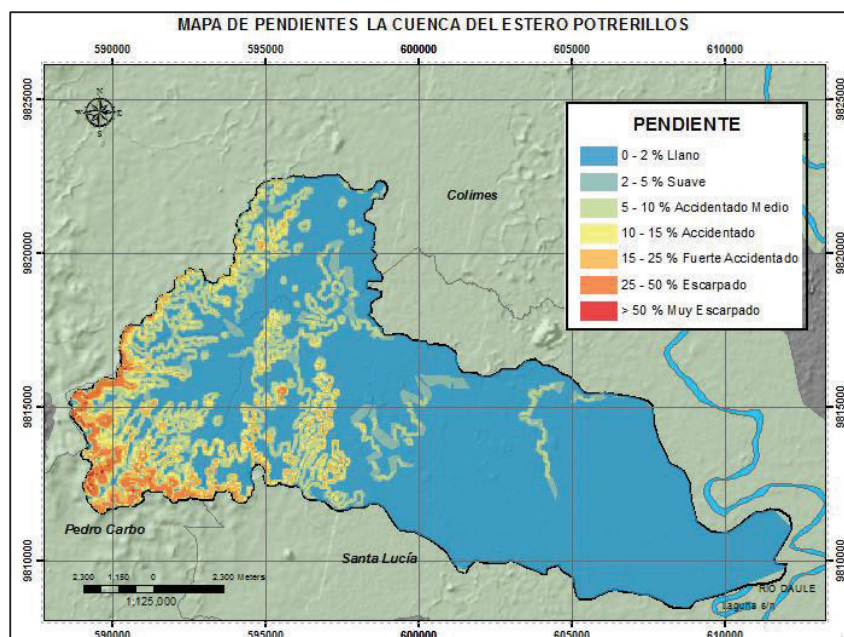 MAPA DE PENDIENTES LA CUENCA DEL ESTERO POTRERILLOS
590000 595000 600000 605000 610000
9825000 9825000
N
W E
S
PENDIENTE
0 - 2 % Llano
2 - 5 % Suave
5 - 10 % Accidentado Medio
10 - 15 % Accidentado
15 - 25 % Fuerte Accidentado
25 - 50 % Escarpado
> 50 % Muy Escarpado
Colimes
9820000 9820000
9815000 9815000
Pedro Carbo
Santa Lucía
9810000 9810000
2.300 1.150 0 2.300 Meters
1:125,000
RIO DAULE
Laguna s/n
590000 595000 600000 605000 610000